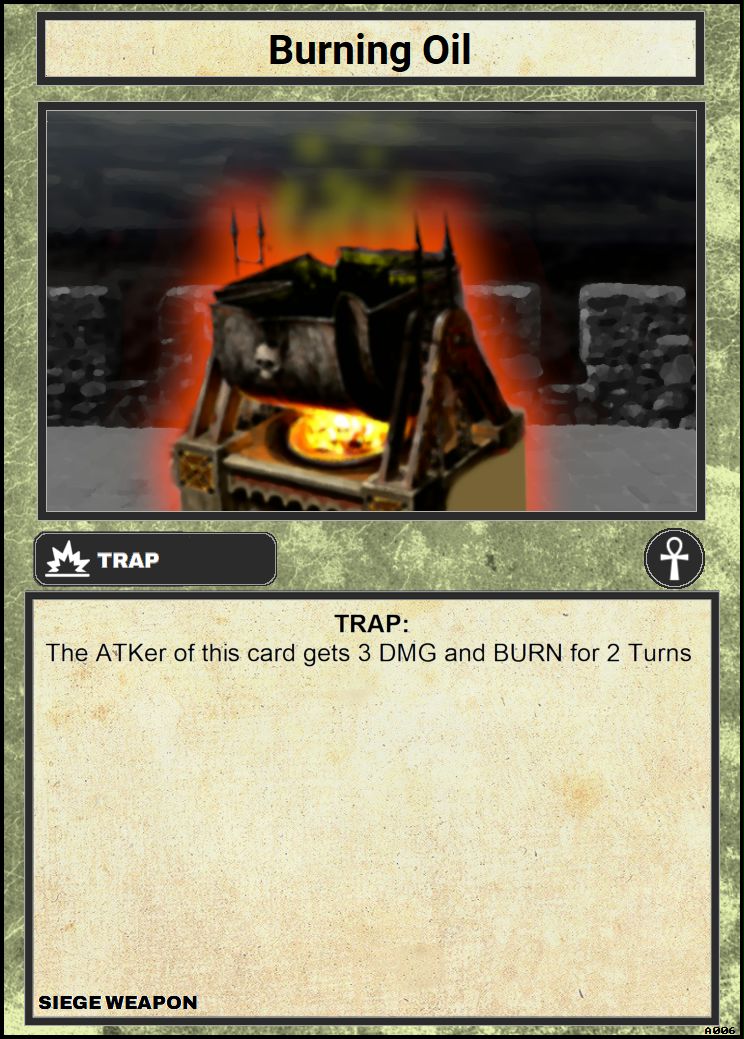 Burning Oil
TRAP
TRAP:
The ATKer of this card gets 3 DMG and BURN for 2 Turns
SIEGE WEAPON
A006